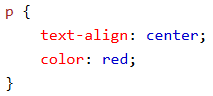 p {
    text-align: center;
    color: red;
}